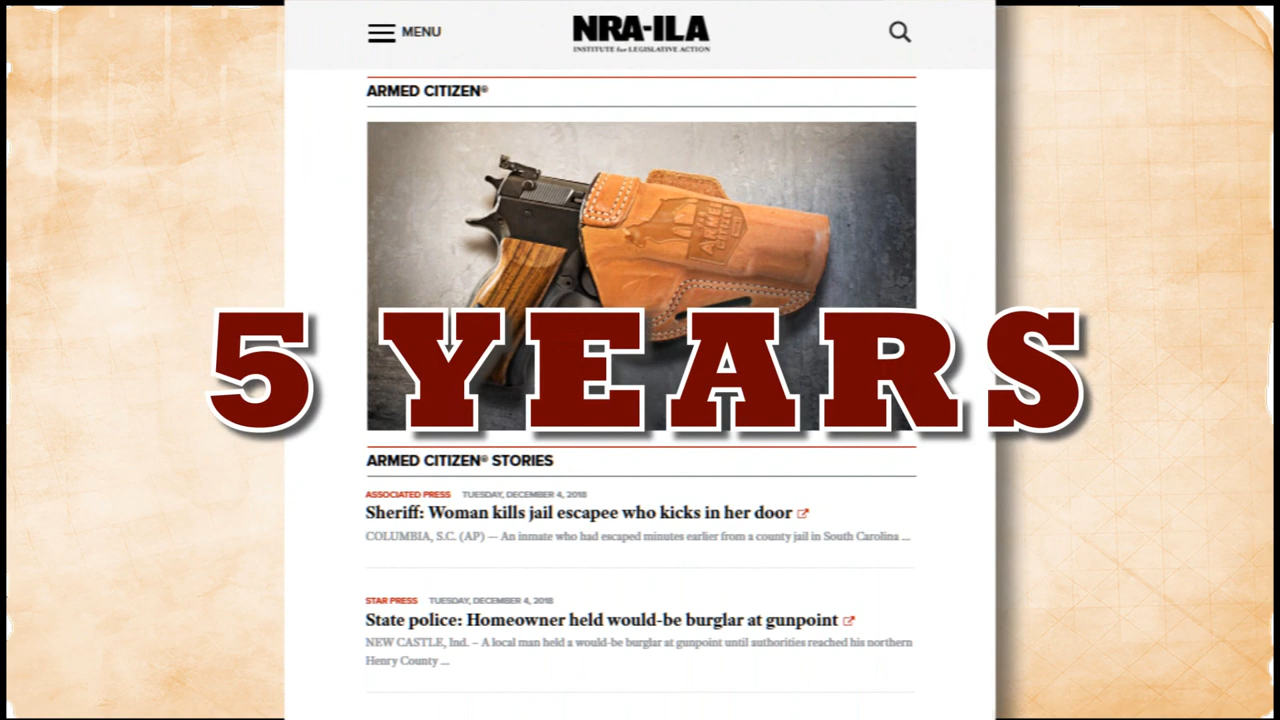 MENU
NRA-ILA
INSTITUTE for LEGISLATIVE ACTION
ARMED CITIZEN®
ARMED CITIZEN
5 YEARS
ARMED CITIZEN® STORIES
ASSOCIATED PRESS TUESDAY, DECEMBER 4, 2018
Sheriff: Woman kills jail escapee who kicks in her door
COLUMBIA, S.C. (AP) — An inmate who had escaped minutes earlier from a county jail in South Carolina ...
STAR PRESS TUESDAY, DECEMBER 4, 2018
State police: Homeowner held would-be burglar at gunpoint
NEW CASTLE, Ind. – A local man held a would-be burglar at gunpoint until authorities reached his northern
Henry County ...